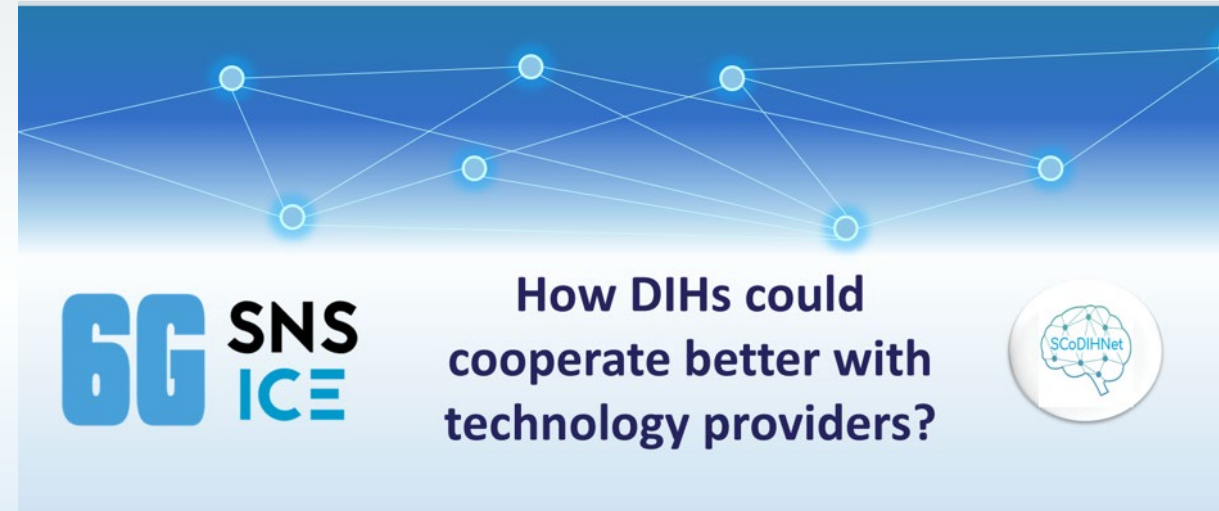 6G SNS
ICE
How DIHs could
cooperate better with
technology providers?
SCoDIHNet